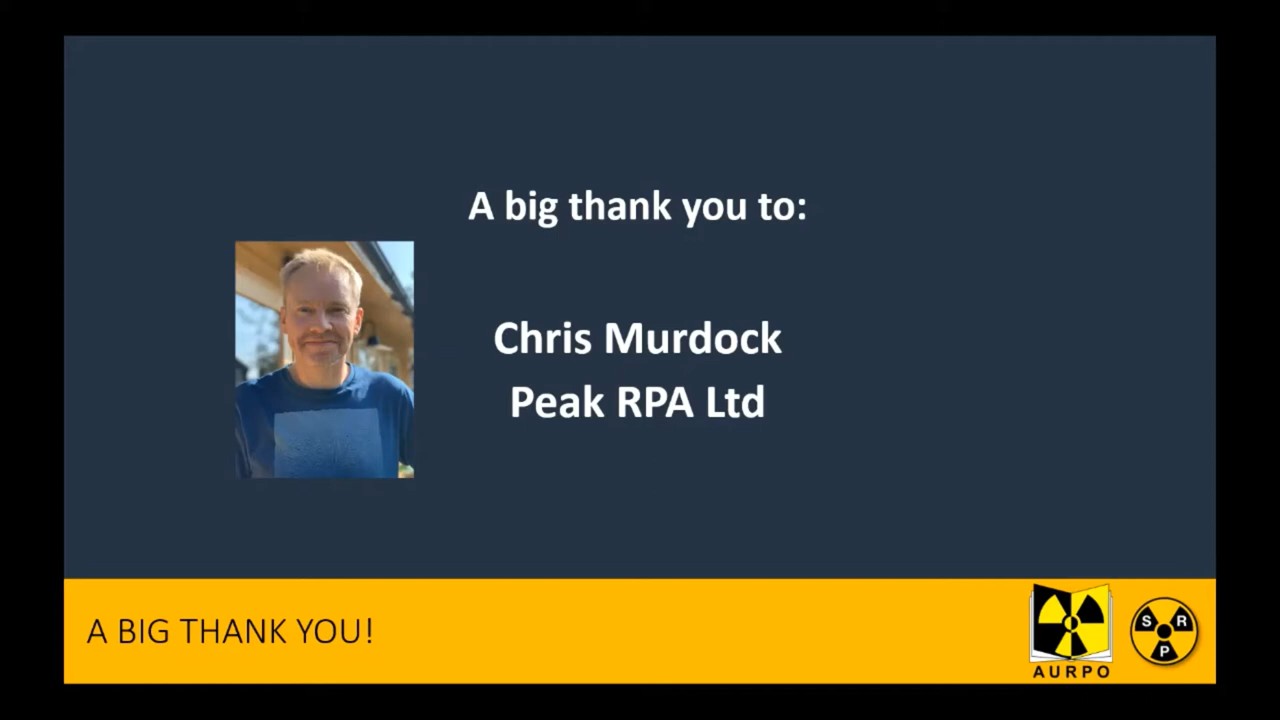 A big thank you to:
Chris Murdock
Peak RPA Ltd
A BIG THANK YOU!
AURPO
S R
P